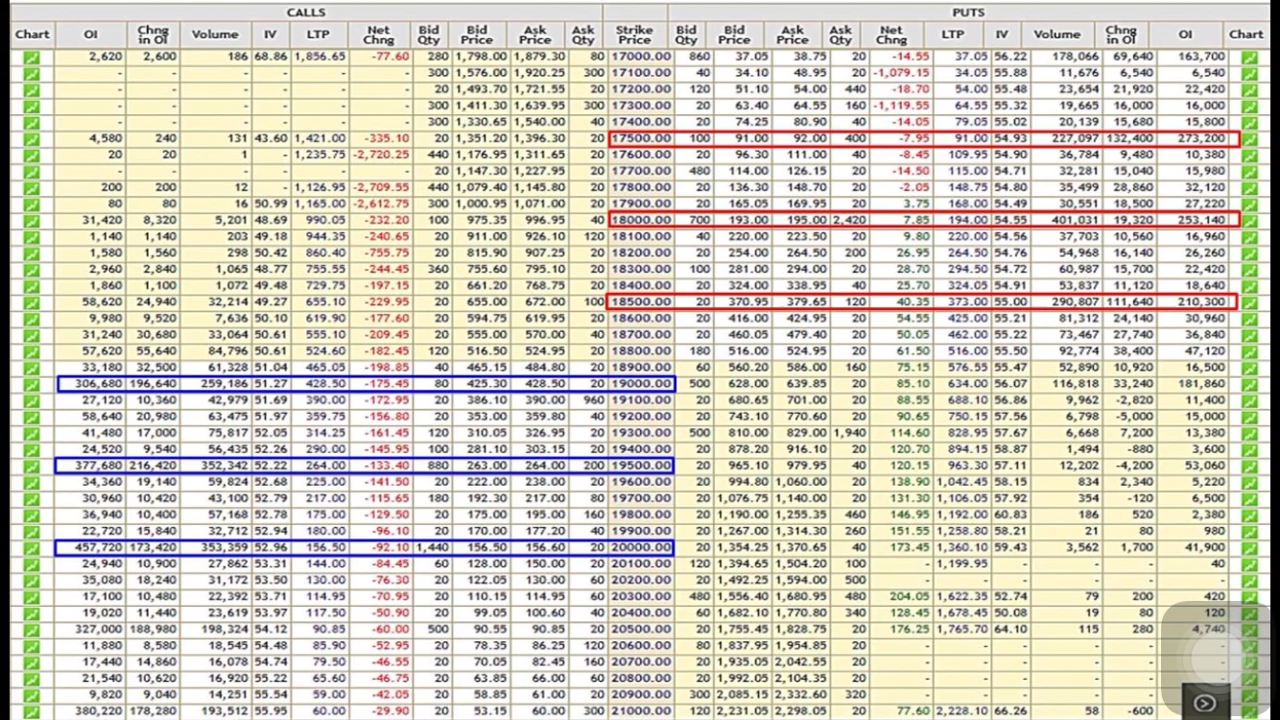 CALLS PUTS
Chart OI Chng in OI Volume IV LTP Net Chng Bid Qty Bid Price Ask Price Ask Qty Strike Price Bid Qty Bid Price Ask Price Ask Qty Net Chng LTP IV Volume Chng in OI OI Chart
2,620 2,600 186 68.86 1,856.65 -77.60 280 1,798.00 1,879.30 80 17000.00 860 37.05 38.75 20 -14.55 37.05 56.22 178,066 69,640 163,700
- - - - - - 300 1,576.00 1,920.25 300 17100.00 40 34.10 48.95 20 -1,079.15 34.05 55.88 11,676 6,540 6,540
- - - - - - 20 1,493.70 1,721.55 20 17200.00 120 51.10 54.00 440 -18.70 54.00 55.48 23,654 21,920 22,420
- - - - - - 300 1,411.30 1,639.95 300 17300.00 20 63.40 64.55 160 -1,119.55 64.55 55.32 19,665 16,000 16,000
- - - - - - 300 1,330.65 1,540.00 40 17400.00 20 74.25 80.90 40 -14.05 79.05 55.02 20,139 15,680 15,800
4,580 240 131 43.60 1,421.00 -335.10 20 1,351.20 1,396.30 20 17500.00 100 91.00 92.00 400 -7.95 91.00 54.93 227,097 132,400 273,200
20 20 1 - 1,235.75 -2,720.25 440 1,176.95 1,311.65 20 17600.00 20 96.30 111.00 40 -8.45 109.95 54.90 36,784 9,480 10,380
- - - - - - 20 1,147.30 1,227.95 20 17700.00 480 114.00 126.15 20 -14.50 115.00 54.71 32,281 15,040 15,980
200 200 12 - 1,126.95 -2,709.55 440 1,079.40 1,145.80 20 17800.00 20 136.30 148.70 20 -2.05 148.75 54.80 35,499 28,860 32,120
80 80 16 50.99 1,165.00 -2,612.75 300 1,000.95 1,071.00 20 17900.00 20 165.05 169.95 20 3.75 168.00 54.49 30,551 18,500 27,220
31,420 8,320 5,201 48.69 990.05 -232.20 100 975.35 996.95 40 18000.00 700 193.00 195.00 2,420 7.85 194.00 54.55 401,031 19,320 253,140
1,140 1,140 203 49.18 944.35 -240.65 20 911.00 926.10 120 18100.00 40 220.00 223.50 20 9.80 220.00 54.56 37,703 10,560 16,960
1,580 1,560 298 50.42 860.40 -755.75 20 815.90 907.25 20 18200.00 20 254.00 264.50 200 26.95 264.50 54.76 54,968 16,140 26,260
2,960 2,840 1,065 48.77 755.55 -244.45 360 755.60 795.10 20 18300.00 100 281.00 294.00 20 28.70 294.50 54.72 60,987 15,700 22,420
1,860 1,100 1,072 48.49 729.75 -197.15 20 661.20 768.75 20 18400.00 20 324.00 338.95 40 25.70 324.05 54.91 53,837 11,120 18,640
58,620 24,940 32,214 49.27 655.10 -229.95 20 655.00 672.00 100 18500.00 20 370.95 379.65 120 40.35 373.00 55.00 290,807 111,640 210,300
9,980 9,520 7,636 50.10 619.90 -177.60 20 594.75 619.95 20 18600.00 20 416.00 424.95 20 54.55 425.00 55.21 81,312 24,140 30,960
31,240 30,680 33,064 50.61 555.10 -209.45 20 555.00 570.00 40 18700.00 20 460.05 479.40 20 50.05 462.00 55.22 73,467 27,740 36,840
57,620 55,640 84,796 50.61 524.60 -182.45 120 516.50 524.95 20 18800.00 180 516.00 524.95 20 61.50 516.00 55.50 92,774 38,400 47,120
33,180 32,500 61,328 51.04 465.05 -198.85 40 465.15 484.80 20 18900.00 60 560.20 586.00 160 75.15 576.55 55.47 52,890 10,920 16,500
306,680 196,640 259,186 51.27 428.50 -175.45 80 425.30 428.50 20 19000.00 500 628.00 639.85 20 85.10 634.00 56.07 116,818 33,240 181,860
27,120 10,360 42,979 51.69 390.00 -172.95 20 386.10 390.00 960 19100.00 20 680.65 701.00 20 88.55 688.10 56.86 9,962 -2,820 11,400
58,640 20,980 63,475 51.97 359.75 -156.80 20 353.00 359.80 40 19200.00 20 743.10 770.60 20 90.65 750.15 57.56 6,798 -5,000 15,000
41,480 17,000 75,817 52.05 314.25 -161.45 120 310.05 326.95 20 19300.00 500 810.00 829.00 1,940 114.60 828.95 57.67 6,668 7,200 13,380
24,520 9,540 56,435 52.26 290.00 -145.95 100 281.10 303.15 20 19400.00 20 878.20 916.10 20 120.70 894.15 58.87 1,494 -880 3,600
377,680 216,420 352,342 52.22 264.00 -133.40 880 263.00 264.00 200 19500.00 20 965.10 979.95 40 120.15 963.30 57.11 12,202 -4,200 53,060
34,360 19,140 59,824 52.68 225.00 -141.50 20 222.00 238.00 20 19600.00 20 994.80 1,060.00 20 138.90 1,042.45 58.15 834 2,340 5,220
30,960 10,420 43,100 52.79 217.00 -115.65 180 192.30 217.00 80 19700.00 20 1,076.75 1,140.00 20 131.30 1,106.05 57.92 354 -120 6,500
36,940 10,400 57,168 52.78 175.00 -129.50 20 175.00 195.00 160 19800.00 20 1,190.00 1,255.35 460 146.95 1,192.00 60.83 186 520 2,380
22,720 15,840 32,712 52.94 180.00 -96.10 20 170.00 177.20 40 19900.00 20 1,267.00 1,314.30 260 151.55 1,258.80 58.21 21 80 980
457,720 173,420 353,359 52.96 156.50 -92.10 1,440 156.50 156.60 20 20000.00 20 1,354.25 1,370.65 40 173.45 1,360.10 59.43 3,562 1,700 41,900
24,940 10,900 27,862 53.31 144.00 -84.45 60 128.00 150.00 20 20100.00 120 1,394.65 1,504.20 100 - 1,199.95 - - - 40
35,080 18,240 31,172 53.50 130.00 -76.30 20 122.05 130.00 60 20200.00 20 1,492.25 1,594.00 500 - - - - - -
17,100 10,480 22,392 53.71 114.95 -70.95 20 110.15 114.95 60 20300.00 480 1,556.40 1,680.95 480 204.05 1,622.35 52.74 79 200 420
19,020 11,440 23,619 53.97 117.50 -50.90 20 99.05 100.60 40 20400.00 60 1,682.10 1,770.80 340 128.45 1,678.45 50.08 19 80 120
327,000 188,980 198,324 54.12 90.85 -60.00 500 90.55 90.85 20 20500.00 20 1,755.45 1,828.75 20 176.25 1,765.70 64.10 115 280 4,740
11,880 8,580 18,545 54.48 85.90 -52.95 20 78.35 86.25 120 20600.00 80 1,837.95 1,954.85 20 - - - - -
17,440 14,860 16,078 54.74 79.50 -46.55 20 70.05 82.45 160 20700.00 20 1,935.05 2,042.55 20 - - - - -
21,540 10,620 16,920 55.22 65.60 -46.75 20 63.85 66.00 60 20800.00 20 1,992.05 2,104.35 20 - - - - -
9,820 9,040 14,251 55.54 59.00 -42.05 20 58.85 61.00 20 20900.00 300 2,085.15 2,332.60 320 - - - - -
380,220 178,280 193,512 55.95 60.00 -29.90 20 53.15 60.00 300 21000.00 120 2,231.05 2,298.05 20 77.60 2,228.10 66.26 58 -600